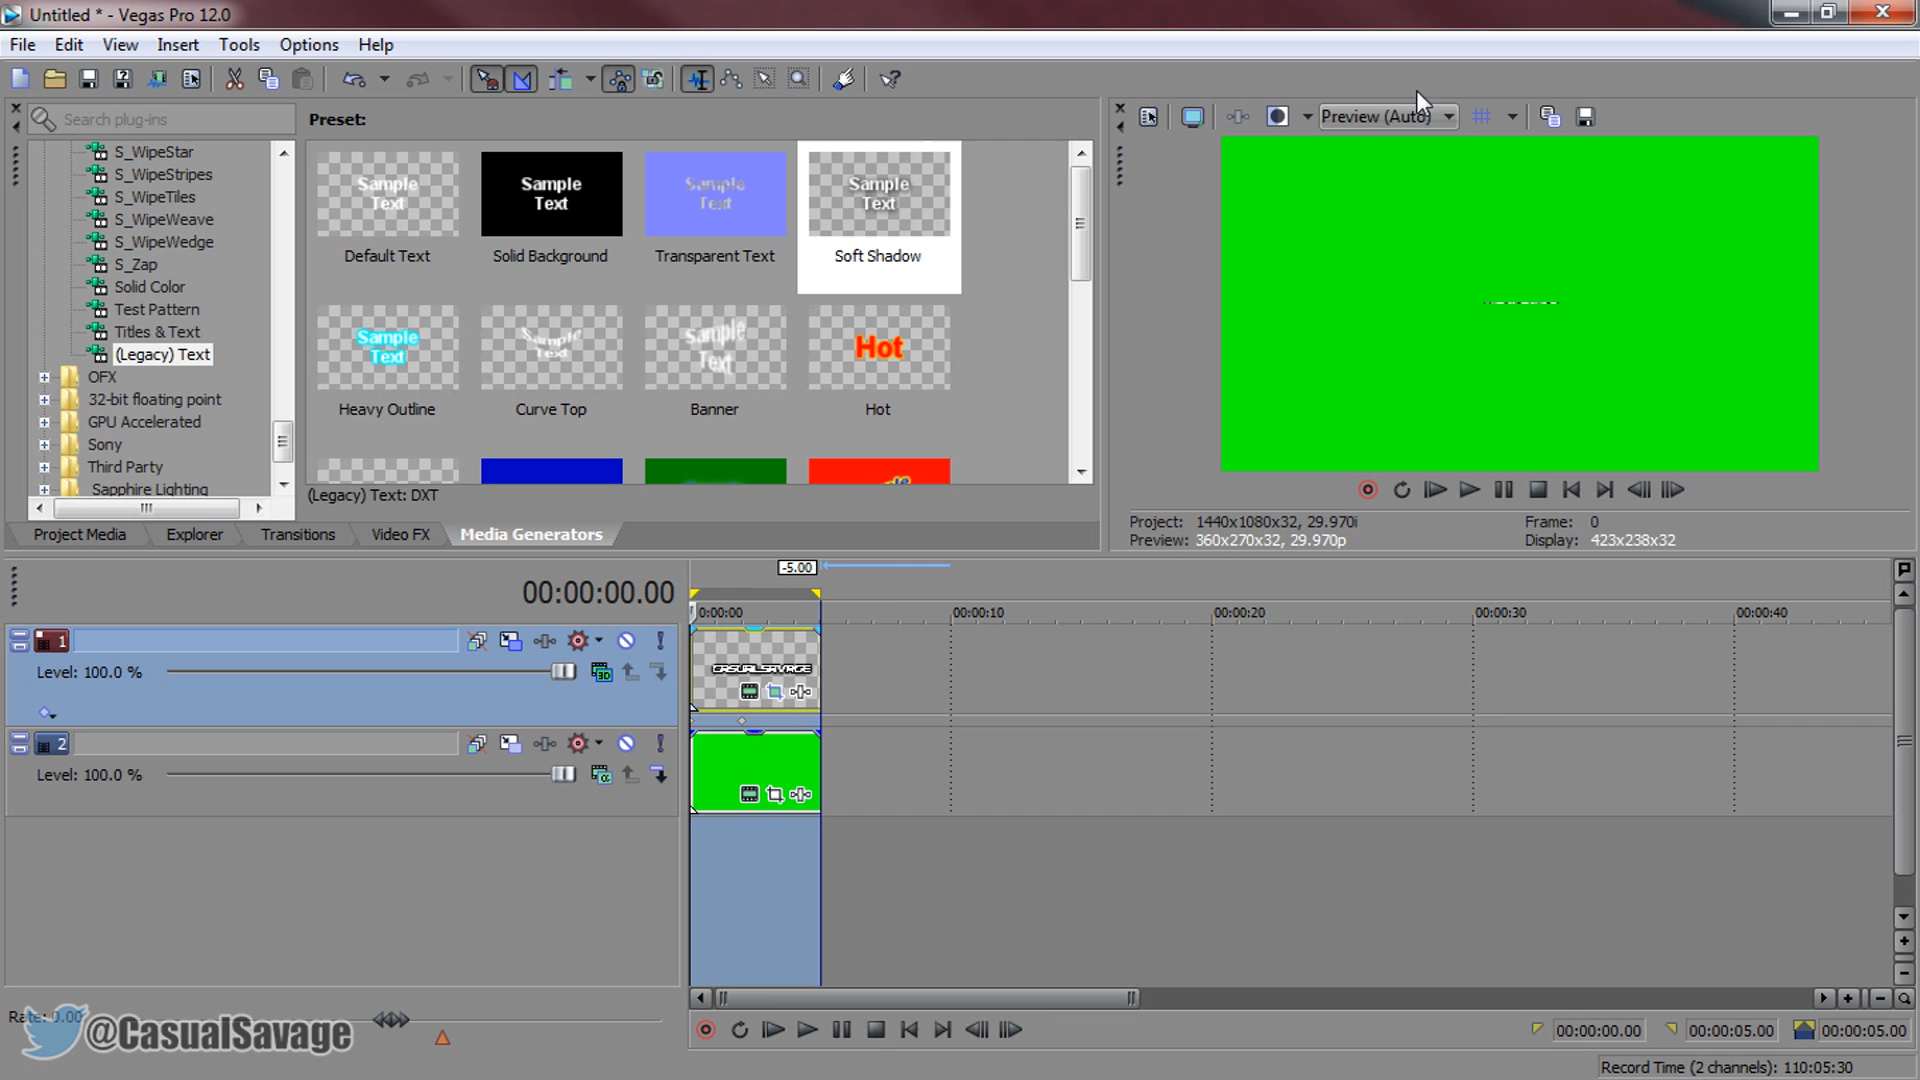 Untitled * - Vegas Pro 12.0
File Edit View Insert Tools Options Help
Search plug-ins
Preset:
S_WipeStar
S_WipeStripes
S_WipeTiles
S_WipeWeave
S_WipeWedge
S_Zap
Solid Color
Test Pattern
Titles & Text
(Legacy) Text
OFX
32-bit floating point
GPU Accelerated
Sony
Third Party
Sapphire Lighting
Sample Text
Default Text
Sample Text
Solid Background
Sample Text
Transparent Text
Sample Text
Soft Shadow
Sample Text
Heavy Outline
Sample Text
Curve Top
Sample Text
Banner
Hot
Hot
(Legacy) Text: DXT
Project Media Explorer Transitions Video FX Media Generators
Preview (Auto)
Project: 1440x1080x32, 29.970i
Preview: 360x270x32, 29.970p
Frame: 0
Display: 423x238x32
00:00:00.00
-5.00
0:00:00 00:00:10 00:00:20 00:00:30 00:00:40
1
Level: 100.0 %
CASUALSAVAGE
2
Level: 100.0 %
Rate: 0.00
@CasualSavage
00:00:00.00 00:00:05.00 00:00:05.00
Record Time (2 channels): 110:05:30